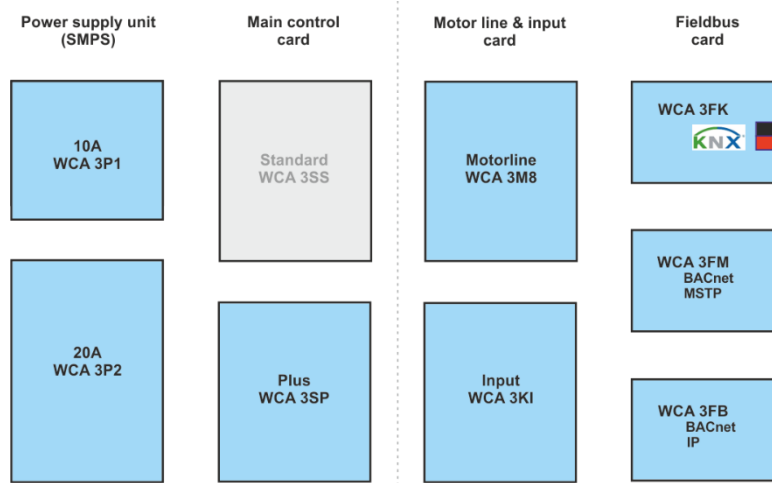 Power supply unit
(SMPS)
Main control
card
Motor line & input
card
Fieldbus
card
10A
WCA 3P1
20A
WCA 3P2
Standard
WCA 3SS
Plus
WCA 3SP
Motorline
WCA 3M8
Input
WCA 3KI
WCA 3FK
KNX
WCA 3FM
BACnet
MSTP
WCA 3FB
BACnet
IP